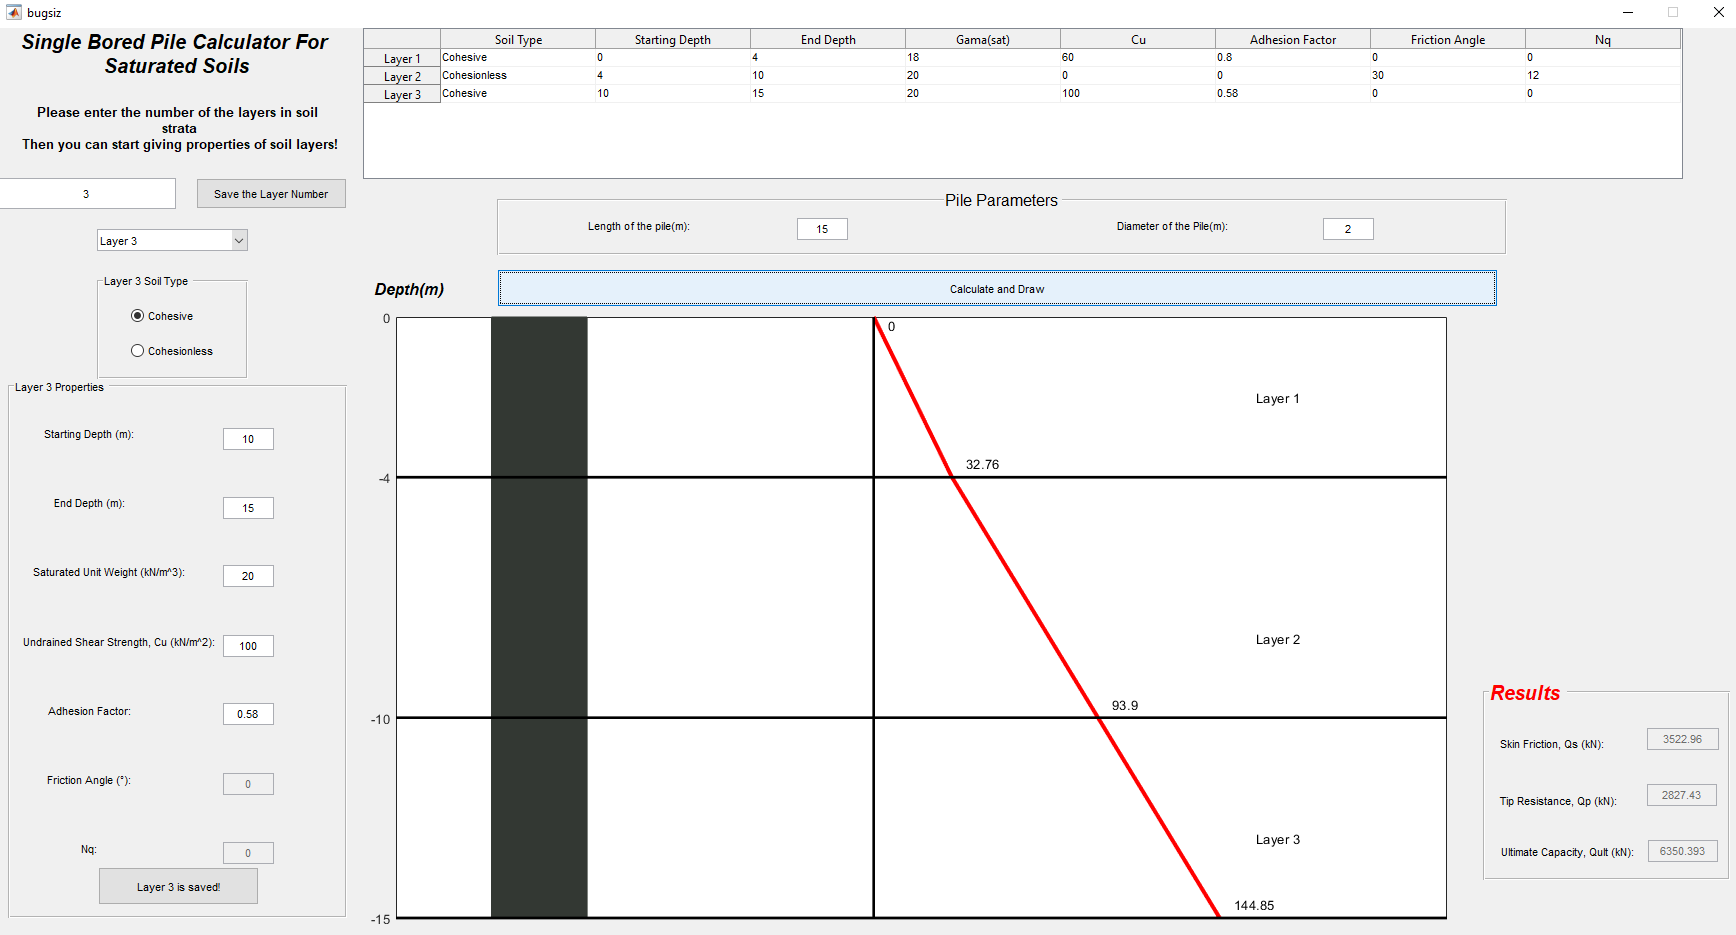 bugsiz
Single Bored Pile Calculator For
Saturated Soils
Please enter the number of the layers in soil
strata
Then you can start giving properties of soil layers!
3
Save the Layer Number
Layer 3
Layer 3 Soil Type
Cohesive
Cohesionless
Layer 3 Properties
Starting Depth (m):
10
End Depth (m):
15
Saturated Unit Weight (kN/m^3):
20
Undrained Shear Strength, Cu (kN/m^2):
100
Adhesion Factor:
0.58
Friction Angle (°):
0
Nq:
0
Layer 3 is saved!
Soil Type Starting Depth End Depth Gama(sat) Cu Adhesion Factor Friction Angle Nq
Layer 1 Cohesive 0 4 18 60 0.8 0 0
Layer 2 Cohesionless 4 10 20 0 0 30 12
Layer 3 Cohesive 10 15 20 100 0.58 0 0
Pile Parameters
Length of the pile(m): 15 Diameter of the Pile(m): 2
Calculate and Draw
Depth(m)
0
0
Layer 1
32.76
-4
Layer 2
93.9
-10
Layer 3
144.85
-15
Results
Skin Friction, Qs (kN): 3522.96
Tip Resistance, Qp (kN): 2827.43
Ultimate Capacity, Qult (kN): 6350.393